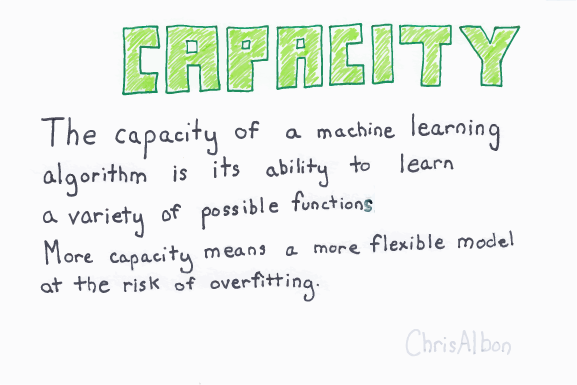 CAPACITY
The capacity of a machine learning
algorithm is its ability to learn
a variety of possible functions
More capacity means a more flexible model
at the risk of overfitting.
ChrisAlbon